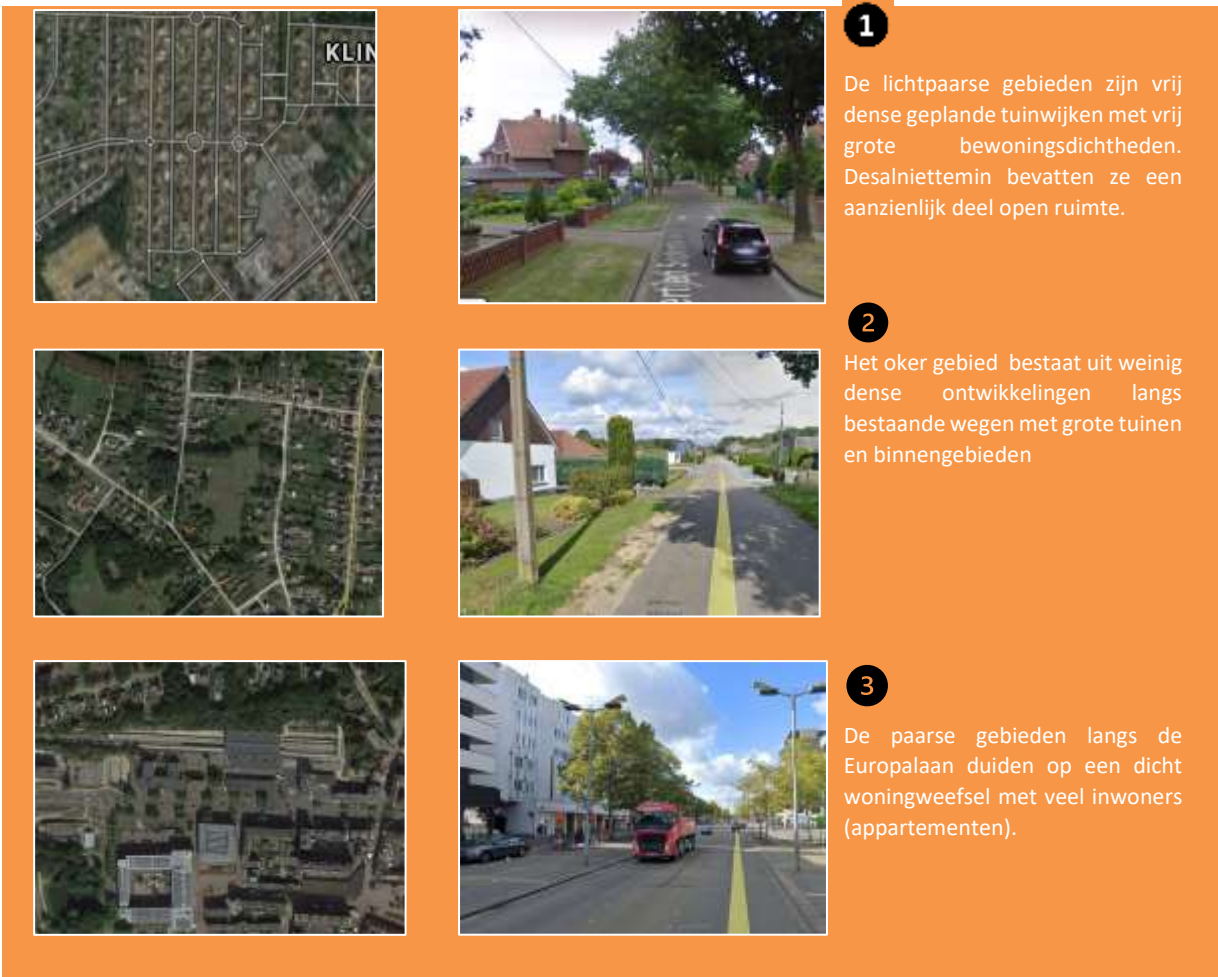 KLIN
1
De lichtpaarse gebieden zijn vrij
dense geplande tuinwijken met vrij
grote bewoningsdichtheden.
Desalniettemin bevatten ze een
aanzienlijk deel open ruimte.
2
Het oker gebied bestaat uit weinig
dense ontwikkelingen langs
bestaande wegen met grote tuinen
en binnengebieden
3
De paarse gebieden langs de
Europalaan duiden op een dicht
woningweefsel met veel inwoners
(appartementen).